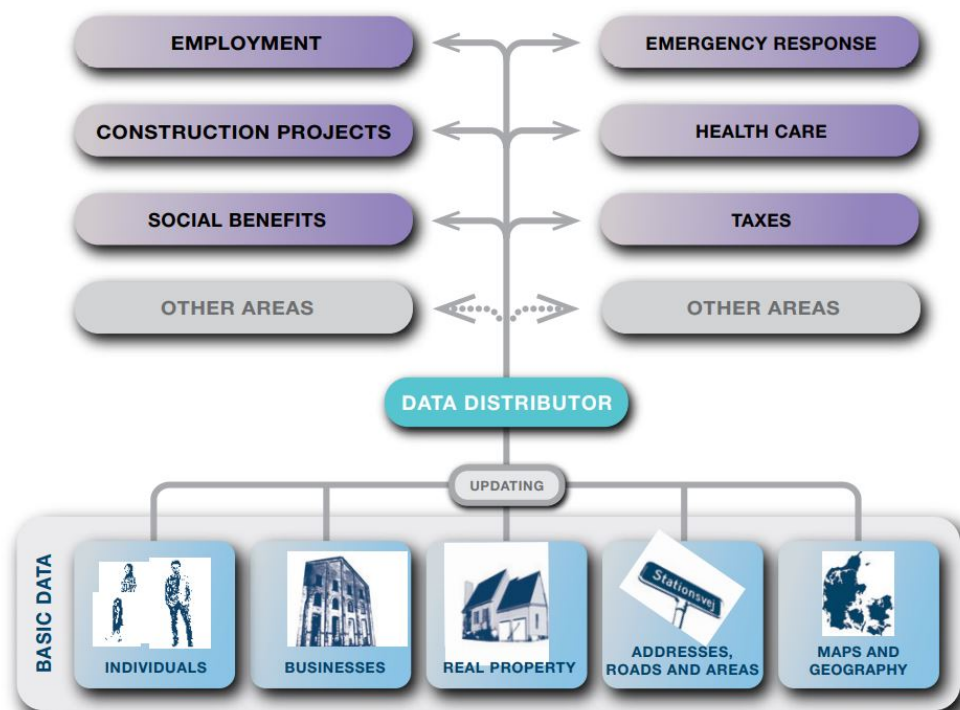 EMPLOYMENT
EMERGENCY RESPONSE
CONSTRUCTION PROJECTS
HEALTH CARE
SOCIAL BENEFITS
TAXES
OTHER AREAS
OTHER AREAS
DATA DISTRIBUTOR
UPDATING
BASIC DATA
INDIVIDUALS
BUSINESSES
REAL PROPERTY
Stationsvej
ADDRESSES,
ROADS AND AREAS
MAPS AND
GEOGRAPHY